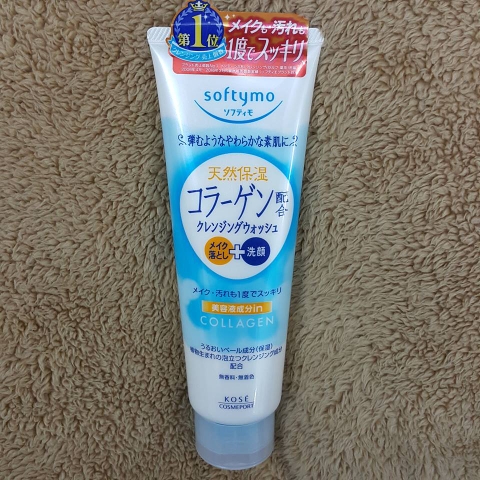 第1位
メイクも・汚れも
1度でスッキリ
softymo
ソフティモ
弾むようなやわらかな素肌に
天然保湿
コラーゲン配合
クレンジングウォッシュ
メイク落とし+洗顔
メイク・汚れも1度でスッキリ
美容液成分in
COLLAGEN
うるおいベール成分(保湿)
植物生まれの泡立つクレンジング成分
配合
無香料・無着色
KOSÉ
COSMEPORT